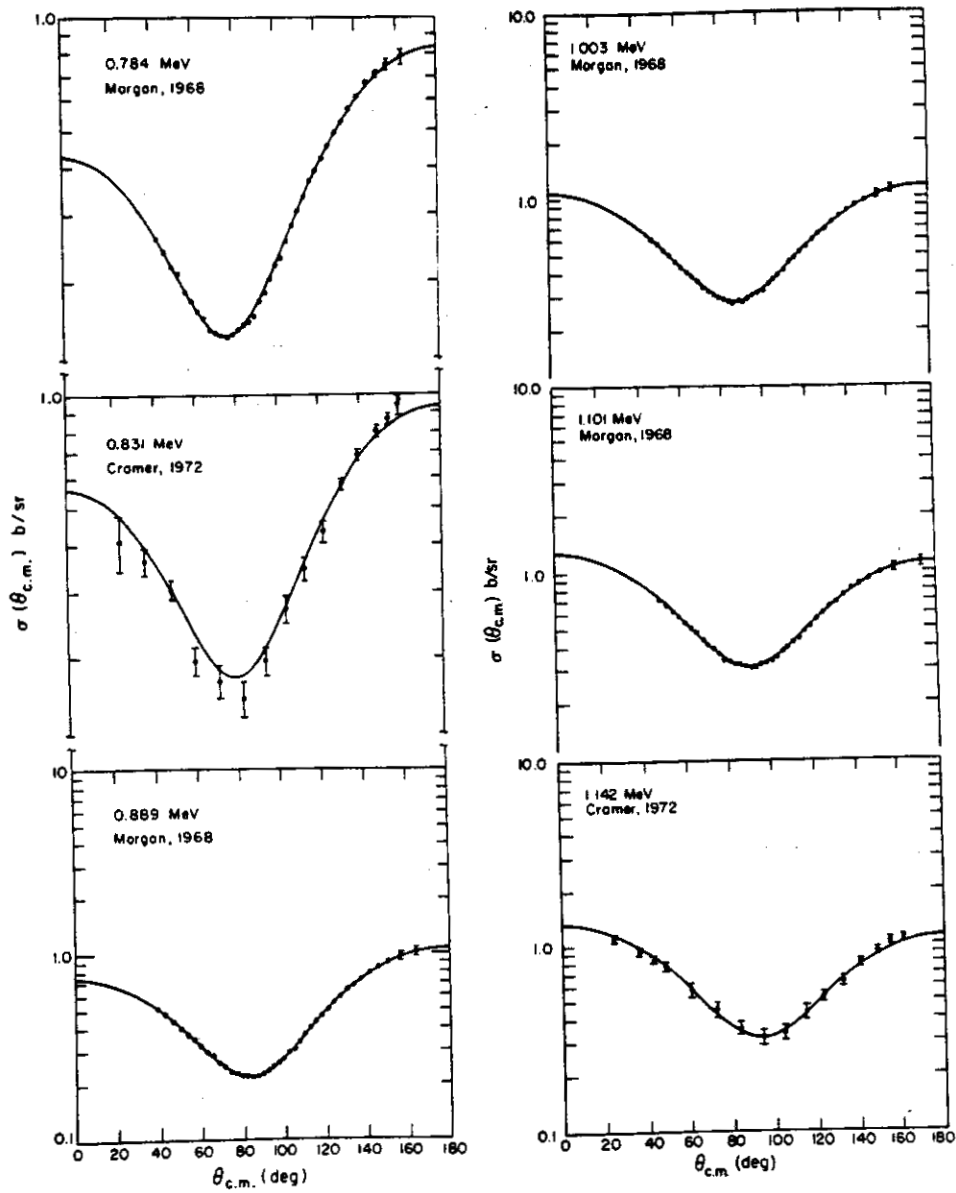 1.0
0.784 MeV
Morgan, 1968
1.0
0.831 MeV
Cramer, 1972
σ (θc.m.) b/sr
10
0.889 MeV
Morgan, 1968
1.0
0.1
0 20 40 60 80 100 120 140 160 180
θc.m. (deg)
10.0
1.003 MeV
Morgan, 1968
1.0
10.0
1.101 MeV
Morgan, 1968
1.0
σ (θc.m.) b/sr
10.0
1.142 MeV
Cramer, 1972
1.0
0.1
0 20 40 60 80 100 120 140 160 180
θc.m. (deg)